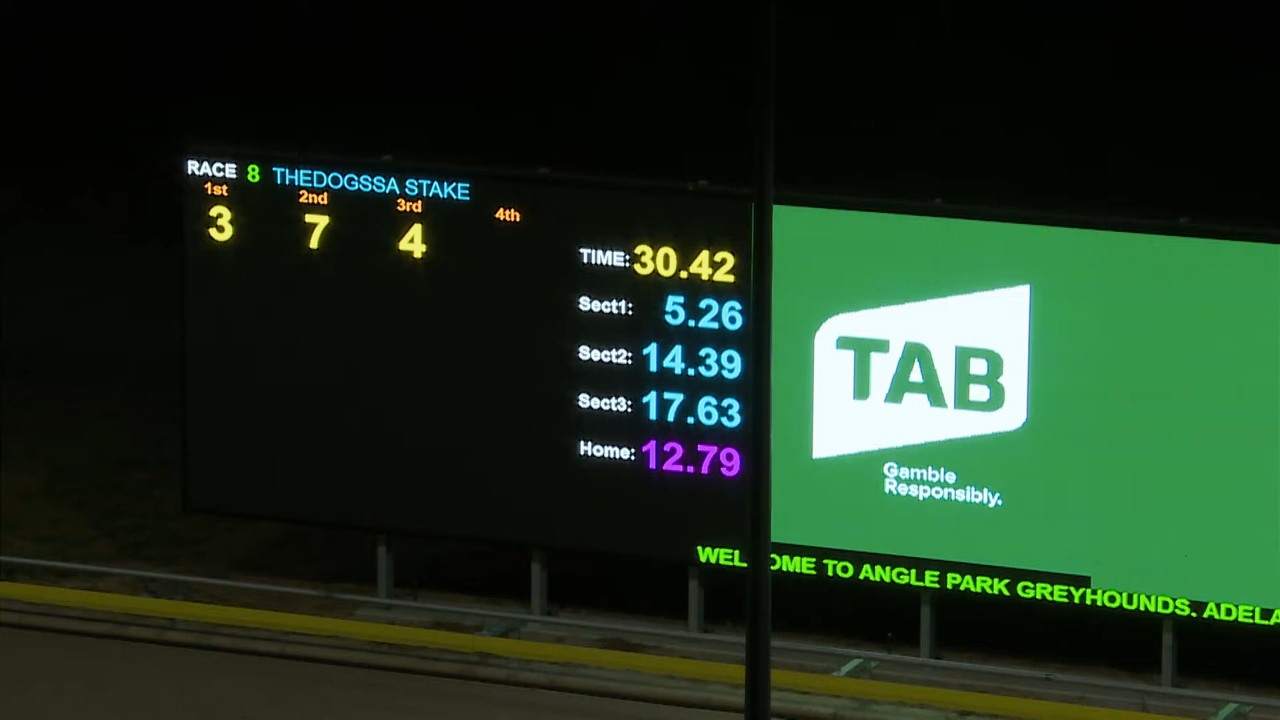 RACE 8 THEDOGSSA STAKE
1st 2nd 3rd 4th
3 7 4
TIME: 30.42
Sect1: 5.26
Sect2: 14.39
Sect3: 17.63
Home: 12.79
TAB
Gamble
Responsibly.
WEL OME TO ANGLE PARK GREYHOUNDS. ADELA